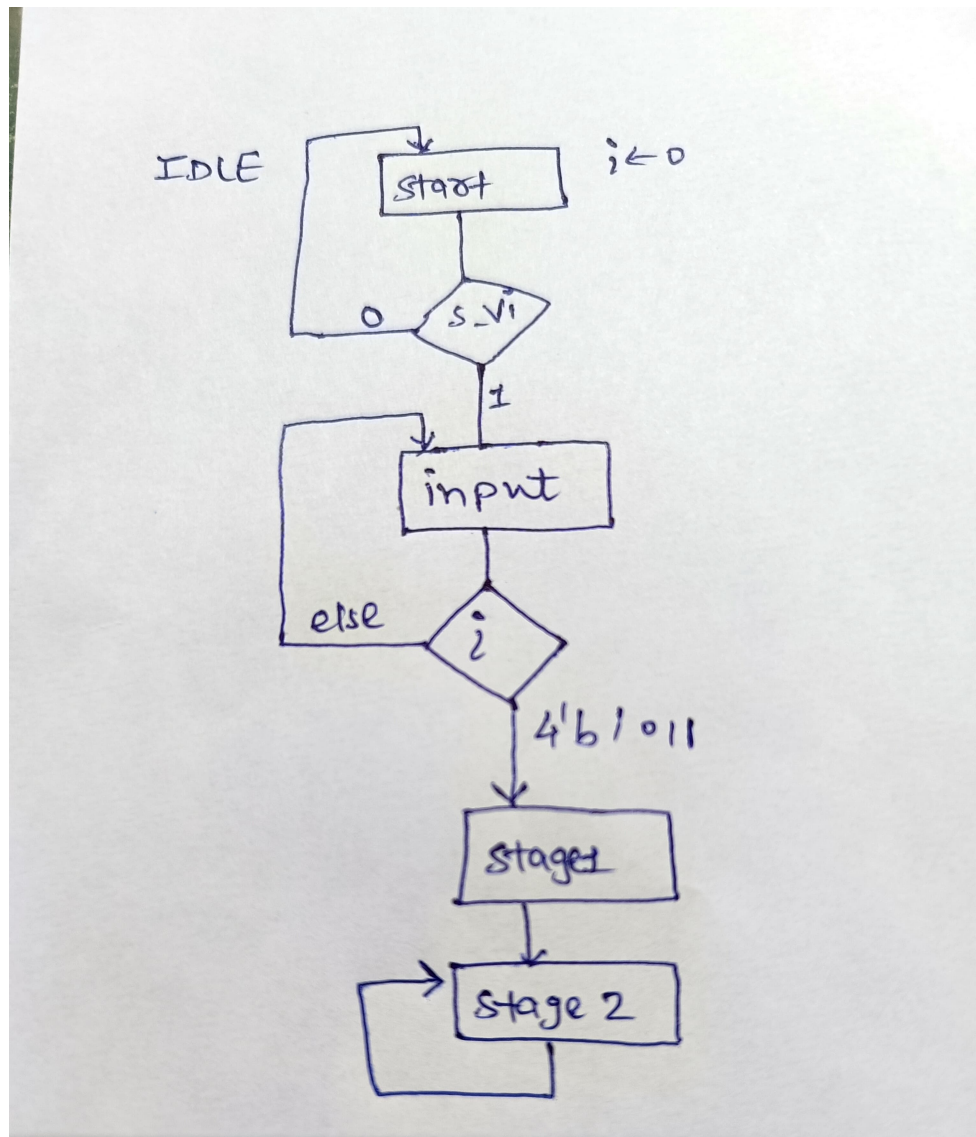 IDLE
start
i ← 0
s_vi
0
1
input
else
i
4'b1011
stage1
stage 2